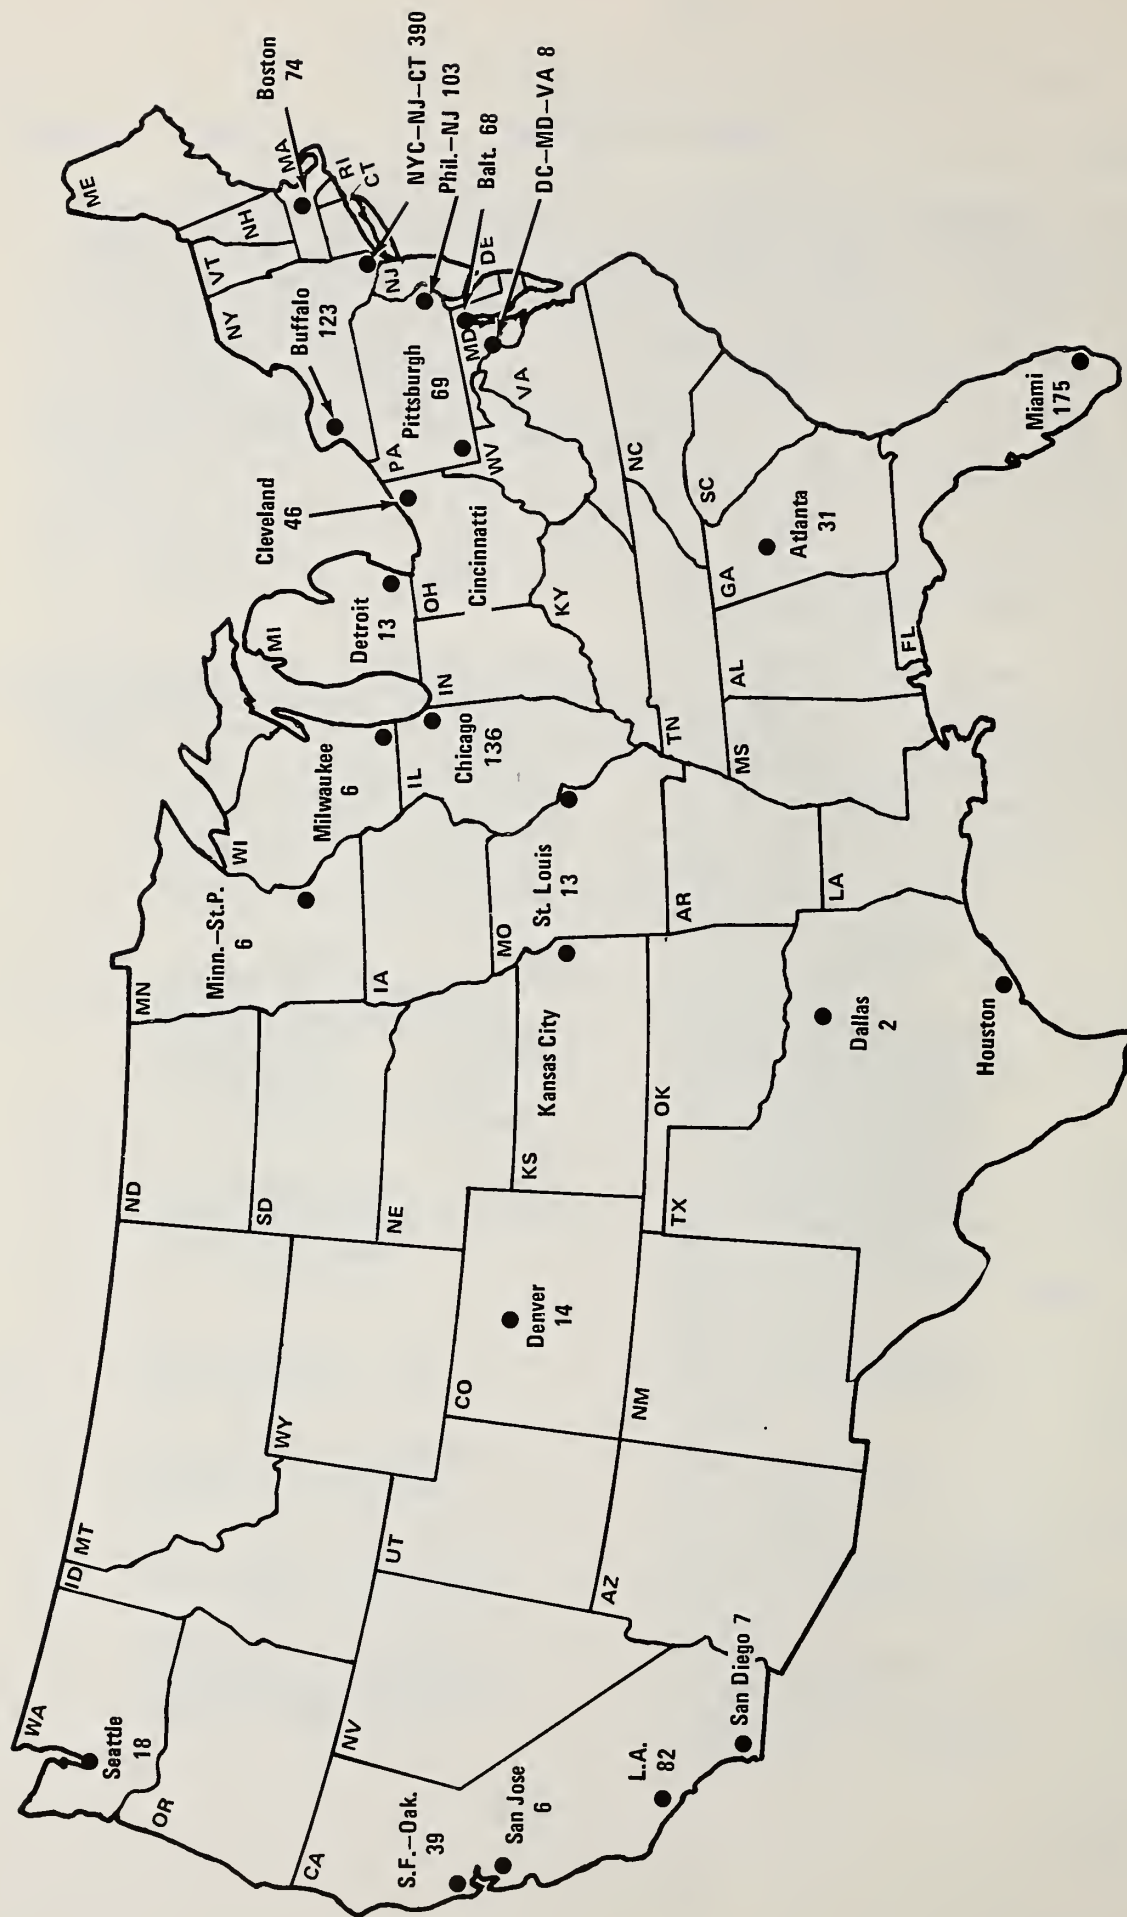 WA
Seattle
18
OR
CA
S.F.–Oak.
39
San Jose
6
L.A.
82
San Diego 7
NV
ID
MT
UT
AZ
WY
CO
Denver
14
NM
ND
SD
NE
KS
Kansas City
OK
TX
Dallas
2
Houston
MN
Minn.–St.P.
6
IA
MO
St. Louis
13
AR
LA
WI
Milwaukee
6
IL
Chicago
136
MI
Detroit
13
IN
OH
Cincinnatti
Cleveland
46
KY
TN
MS
AL
GA
Atlanta
31
FL
Miami
175
SC
NC
WV
VA
PA
Pittsburgh
69
NY
Buffalo
123
VT
NH
ME
MA
RI
CT
NJ
DE
MD
Boston
74
NYC–NJ–CT 390
Phil.–NJ 103
Balt. 68
DC–MD–VA 8